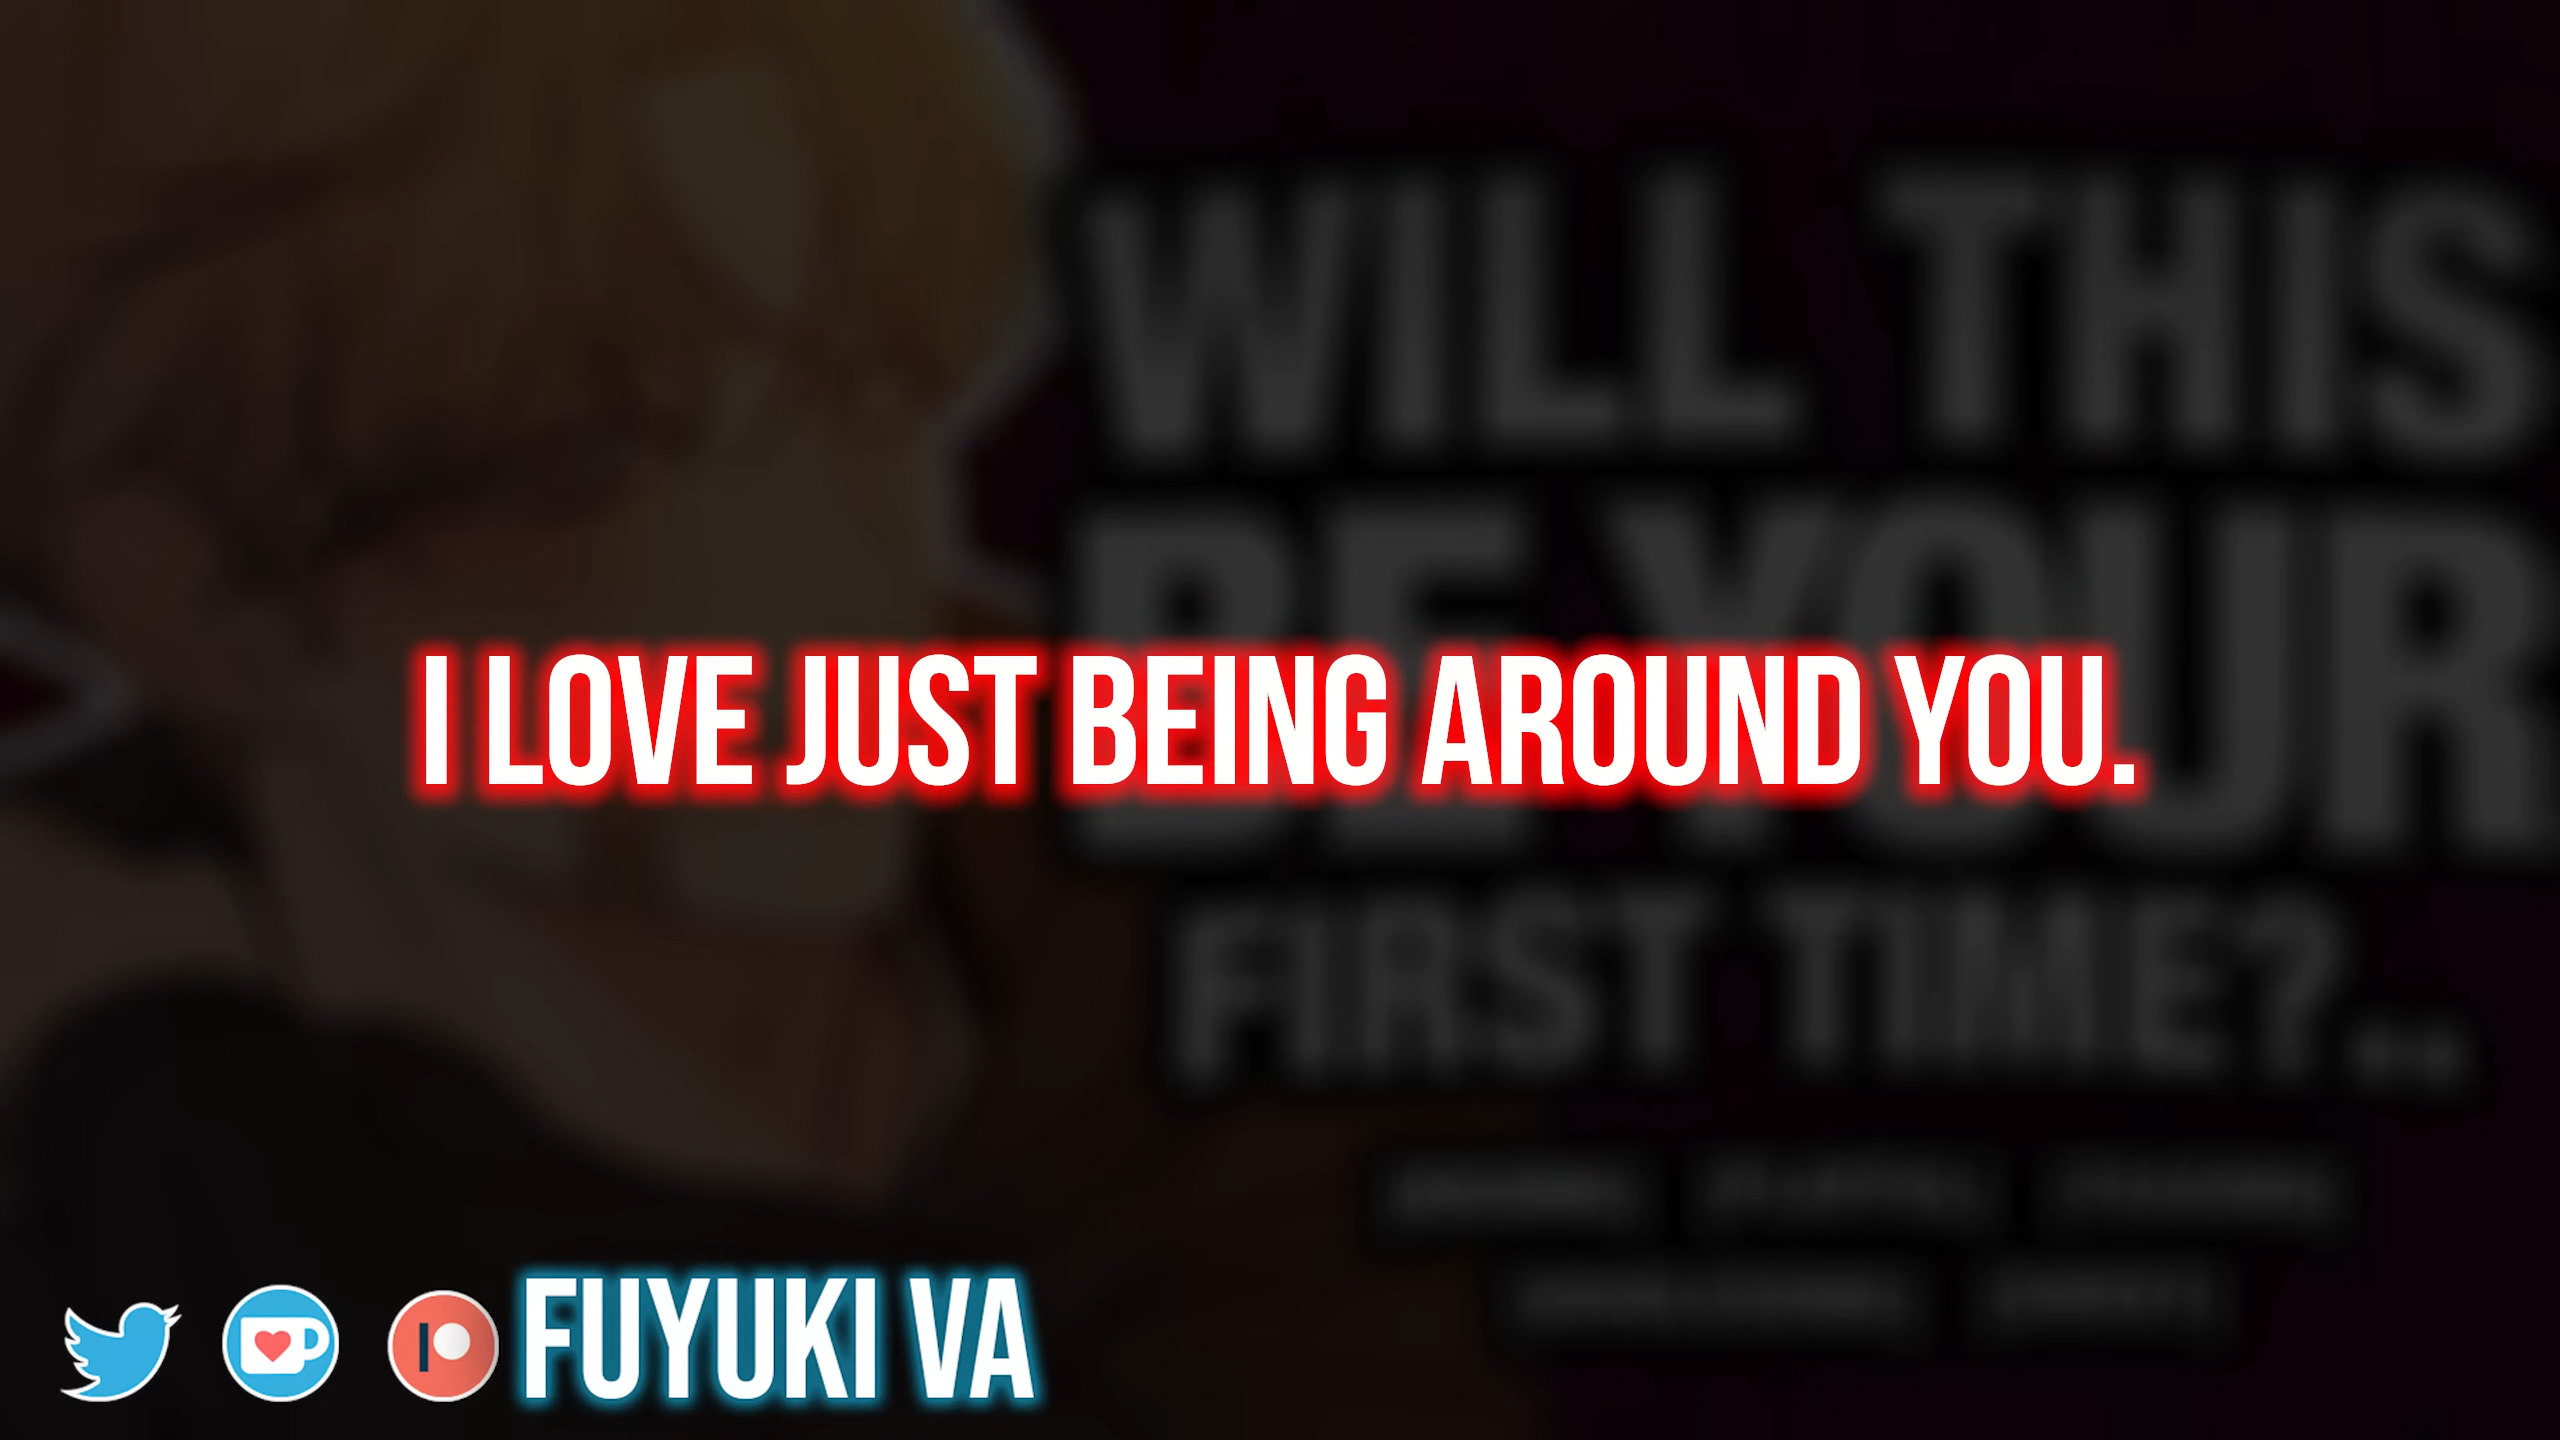 WILL THIS
BE YOUR
I LOVE JUST BEING AROUND YOU.
FIRST TIME?..
FUYUKI VA